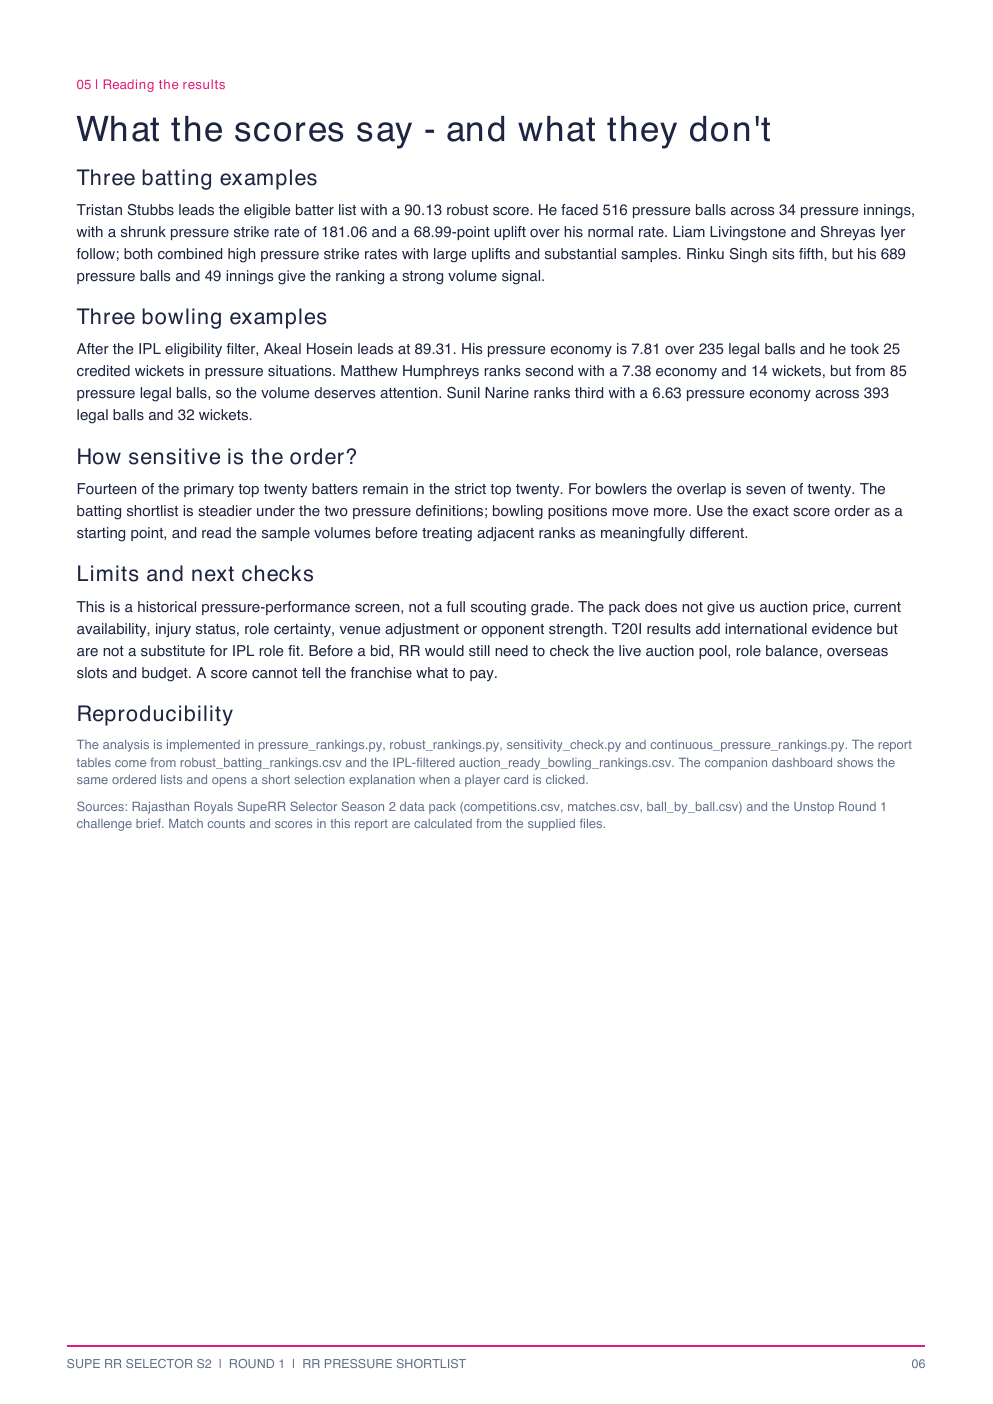 05 | Reading the results
What the scores say - and what they don't
Three batting examples
Tristan Stubbs leads the eligible batter list with a 90.13 robust score. He faced 516 pressure balls across 34 pressure innings,
with a shrunk pressure strike rate of 181.06 and a 68.99-point uplift over his normal rate. Liam Livingstone and Shreyas Iyer
follow; both combined high pressure strike rates with large uplifts and substantial samples. Rinku Singh sits fifth, but his 689
pressure balls and 49 innings give the ranking a strong volume signal.
Three bowling examples
After the IPL eligibility filter, Akeal Hosein leads at 89.31. His pressure economy is 7.81 over 235 legal balls and he took 25
credited wickets in pressure situations. Matthew Humphreys ranks second with a 7.38 economy and 14 wickets, but from 85
pressure legal balls, so the volume deserves attention. Sunil Narine ranks third with a 6.63 pressure economy across 393
legal balls and 32 wickets.
How sensitive is the order?
Fourteen of the primary top twenty batters remain in the strict top twenty. For bowlers the overlap is seven of twenty. The
batting shortlist is steadier under the two pressure definitions; bowling positions move more. Use the exact score order as a
starting point, and read the sample volumes before treating adjacent ranks as meaningfully different.
Limits and next checks
This is a historical pressure-performance screen, not a full scouting grade. The pack does not give us auction price, current
availability, injury status, role certainty, venue adjustment or opponent strength. T20I results add international evidence but
are not a substitute for IPL role fit. Before a bid, RR would still need to check the live auction pool, role balance, overseas
slots and budget. A score cannot tell the franchise what to pay.
Reproducibility
The analysis is implemented in pressure_rankings.py, robust_rankings.py, sensitivity_check.py and continuous_pressure_rankings.py. The report
tables come from robust_batting_rankings.csv and the IPL-filtered auction_ready_bowling_rankings.csv. The companion dashboard shows the
same ordered lists and opens a short selection explanation when a player card is clicked.
Sources: Rajasthan Royals SupeRR Selector Season 2 data pack (competitions.csv, matches.csv, ball_by_ball.csv) and the Unstop Round 1
challenge brief. Match counts and scores in this report are calculated from the supplied files.
SUPE RR SELECTOR S2 | ROUND 1 | RR PRESSURE SHORTLIST
06